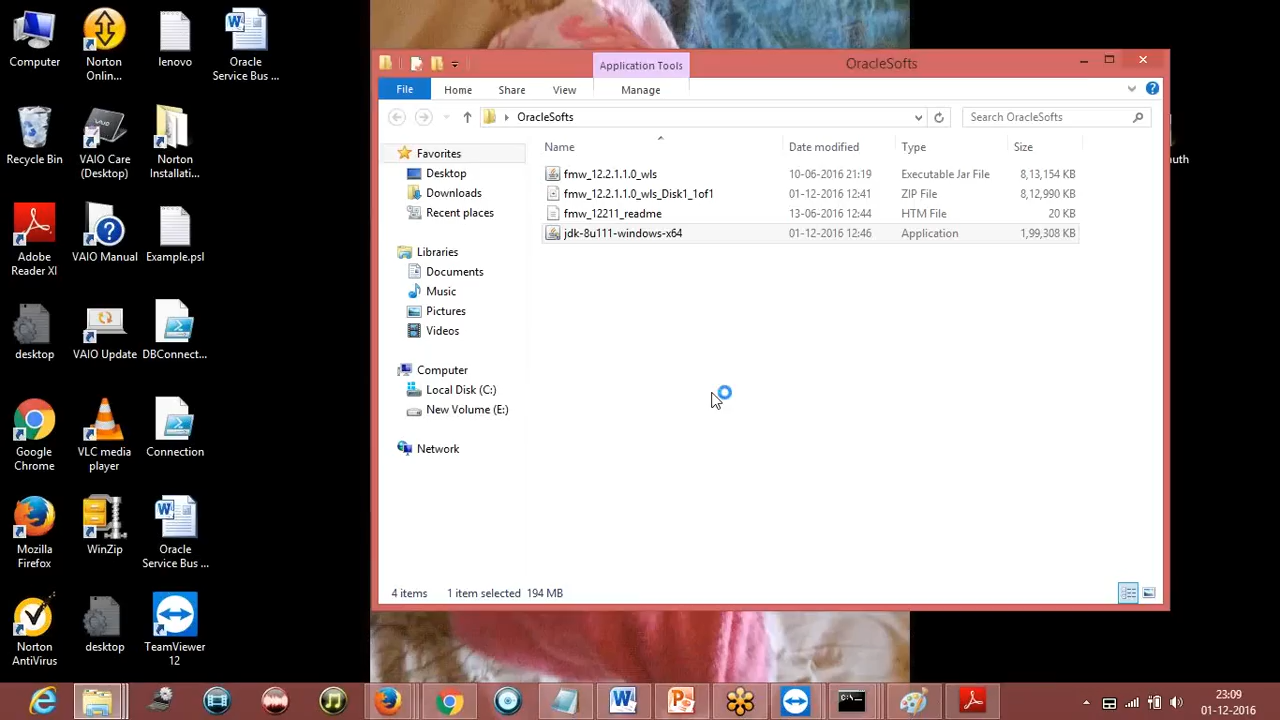 Computer
Norton
Online...
lenovo
Oracle
Service Bus ...
Recycle Bin
VAIO Care
(Desktop)
Norton
Installati...
Adobe
Reader XI
VAIO Manual
Example.psl
desktop
VAIO Update
DBConnect...
Google
Chrome
VLC media
player
Connection
Mozilla
Firefox
WinZip
Oracle
Service Bus ...
Norton
AntiVirus
desktop
TeamViewer
12
Application Tools
OracleSofts
File
Home
Share
View
Manage
OracleSofts
Search OracleSofts
Favorites
Desktop
Downloads
Recent places
Libraries
Documents
Music
Pictures
Videos
Computer
Local Disk (C:)
New Volume (E:)
Network
Name
Date modified
Type
Size
fmw_12.2.1.1.0_wls
10-06-2016 21:19
Executable Jar File
8,13,154 KB
fmw_12.2.1.1.0_wls_Disk1_1of1
01-12-2016 12:41
ZIP File
8,12,990 KB
fmw_12211_readme
13-06-2016 12:44
HTM File
20 KB
jdk-8u111-windows-x64
01-12-2016 12:46
Application
1,99,308 KB
4 items
1 item selected 194 MB
23:09
01-12-2016